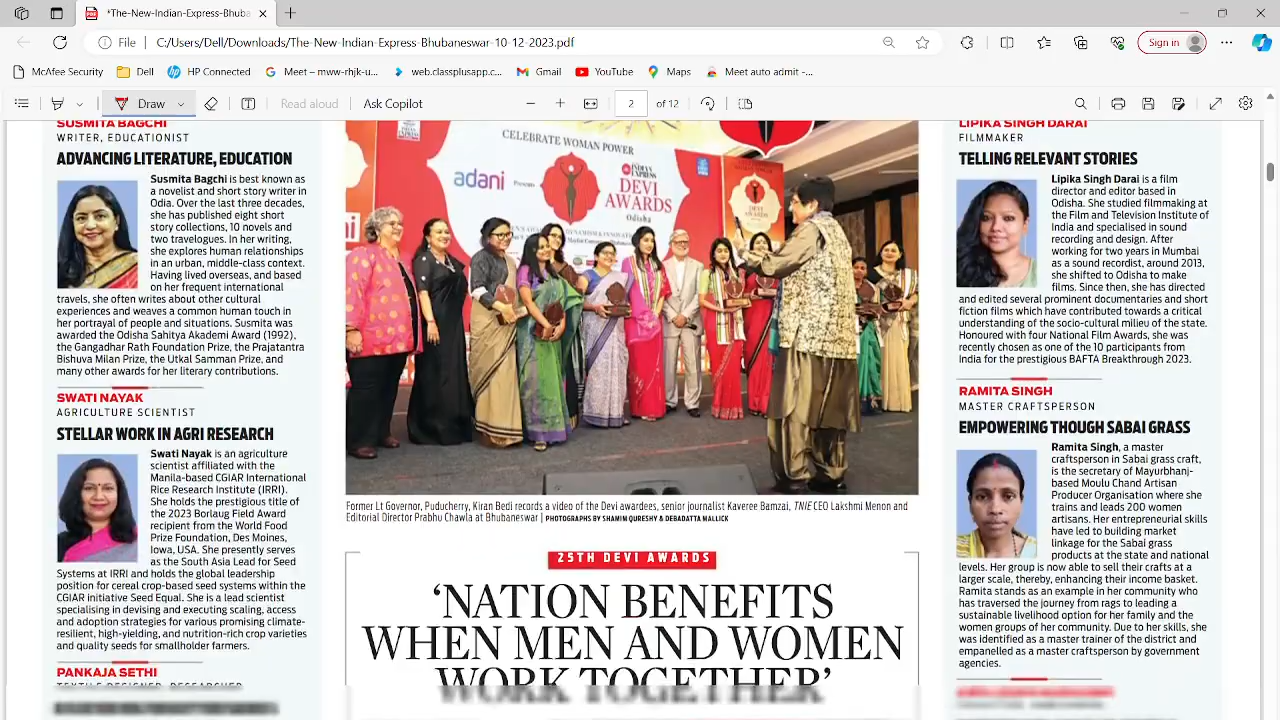 *The-New-Indian-Express-Bhuba
File
C:/Users/Dell/Downloads/The-New-Indian-Express-Bhubaneswar-10-12-2023.pdf
Sign in
McAfee Security
Dell
HP Connected
Meet – mww-rhjk-u...
web.classplusapp.c...
Gmail
YouTube
Maps
Meet auto admit -...
Draw
Read aloud
Ask Copilot
2
of 12
SUSMITA BAGCHI
WRITER, EDUCATIONIST
ADVANCING LITERATURE, EDUCATION
Susmita Bagchi is best known as
a novelist and short story writer in
Odia. Over the last three decades,
she has published eight short
story collections, 10 novels and
two travelogues. In her writing,
she explores human relationships
in an urban, middle-class context.
Having lived overseas, and based
on her frequent international
travels, she often writes about other cultural
experiences and weaves a common human touch in
her portrayal of people and situations. Susmita was
awarded the Odisha Sahitya Akademi Award (1992),
the Gangadhar Rath Foundation Prize, the Prajatantra
Bishuva Milan Prize, the Utkal Samman Prize, and
many other awards for her literary contributions.
SWATI NAYAK
AGRICULTURE SCIENTIST
STELLAR WORK IN AGRI RESEARCH
Swati Nayak is an agriculture
scientist affiliated with the
Manila-based CGIAR International
Rice Research Institute (IRRI).
She holds the prestigious title of
the 2023 Borlaug Field Award
recipient from the World Food
Prize Foundation, Des Moines,
Iowa, USA. She presently serves
as the South Asia Lead for Seed
Systems at IRRI and holds the global leadership
position for cereal crop-based seed systems within the
CGIAR initiative Seed Equal. She is a lead scientist
specialising in devising and executing scaling, access
and adoption strategies for various promising climate-
resilient, high-yielding, and nutrition-rich crop varieties
and quality seeds for smallholder farmers.
PANKAJA SETHI
TEXTILE DESIGNER, RESEARCHER
CELEBRATE WOMAN POWER
adani
Presents
EXPRESS
DEVI
AWARDS
Odisha
DEVI
AWARDS
Former Lt Governor, Puducherry, Kiran Bedi records a video of the Devi awardees, senior journalist Kaveree Bamzai, TNIE CEO Lakshmi Menon and
Editorial Director Prabhu Chawla at Bhubaneswar | PHOTOGRAPHS BY SHAMIM QURESHY & DEBADATTA MALLICK
25TH DEVI AWARDS
‘NATION BENEFITS
WHEN MEN AND WOMEN
WORK TOGETHER’
LIPIKA SINGH DARAI
FILMMAKER
TELLING RELEVANT STORIES
Lipika Singh Darai is a film
director and editor based in
Odisha. She studied filmmaking at
the Film and Television Institute of
India and specialised in sound
recording and design. After
working for two years in Mumbai
as a sound recordist, around 2013,
she shifted to Odisha to make
films. Since then, she has directed
and edited several prominent documentaries and short
fiction films which have contributed towards a critical
understanding of the socio-cultural milieu of the state.
Honoured with four National Film Awards, she was
recently chosen as one of the 10 participants from
India for the prestigious BAFTA Breakthrough 2023.
RAMITA SINGH
MASTER CRAFTSPERSON
EMPOWERING THOUGH SABAI GRASS
Ramita Singh, a master
craftsperson in Sabai grass craft,
is the secretary of Mayurbhanj-
based Moulu Chand Artisan
Producer Organisation where she
trains and leads 200 women
artisans. Her entrepreneurial skills
have led to building market
linkage for the Sabai grass
products at the state and national
levels. Her group is now able to sell their crafts at a
larger scale, thereby, enhancing their income basket.
Ramita stands as an example in her community who
has traversed the journey from rags to leading a
sustainable livelihood option for her family and the
women groups of her community. Due to her skills, she
was identified as a master trainer of the district and
empanelled as a master craftsperson by government
agencies.